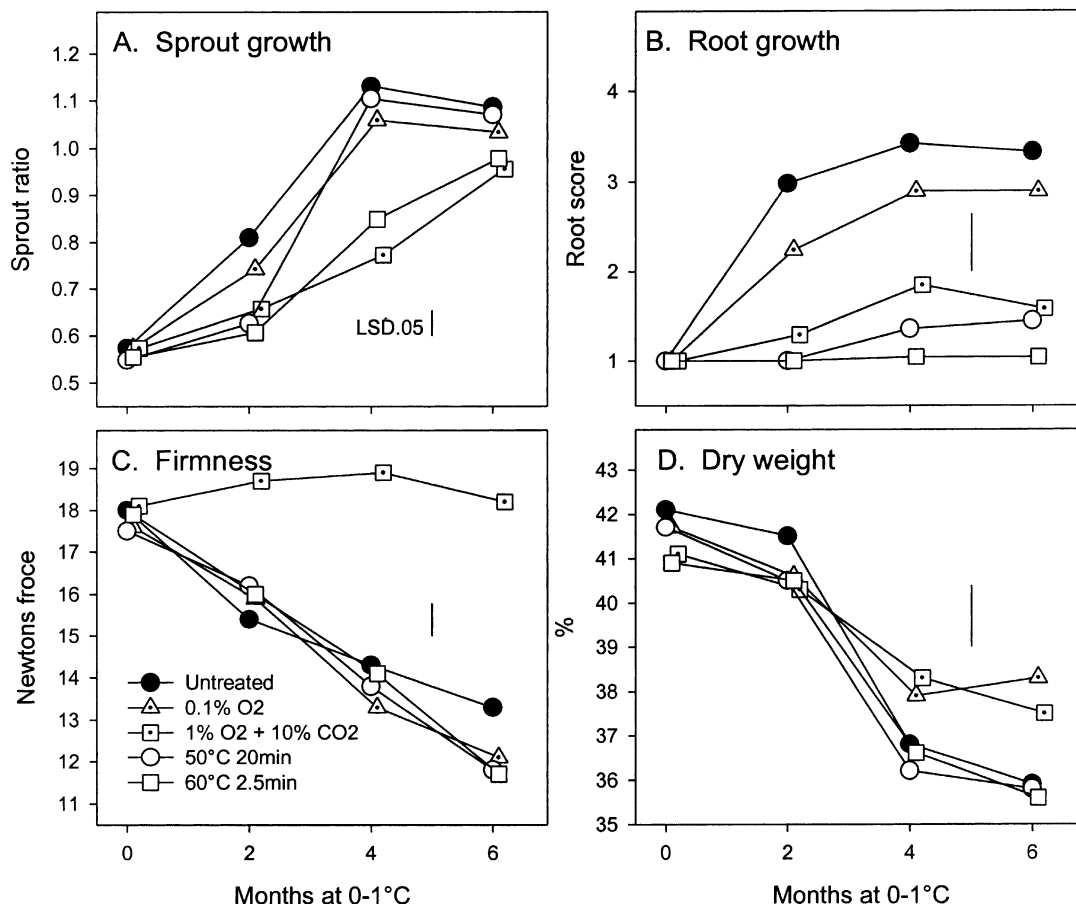 A. Sprout growth
1.2
1.1
1.0
0.9
0.8
0.7
0.6
0.5
Sprout ratio
LSD.05
B. Root growth
4
3
2
1
Root score
C. Firmness
19
18
17
16
15
14
13
12
11
Newtons froce
Untreated
0.1% O2
1% O2 + 10% CO2
50°C 20min
60°C 2.5min
0 2 4 6
Months at 0-1°C
D. Dry weight
43
42
41
40
39
38
37
36
35
%
0 2 4 6
Months at 0-1°C